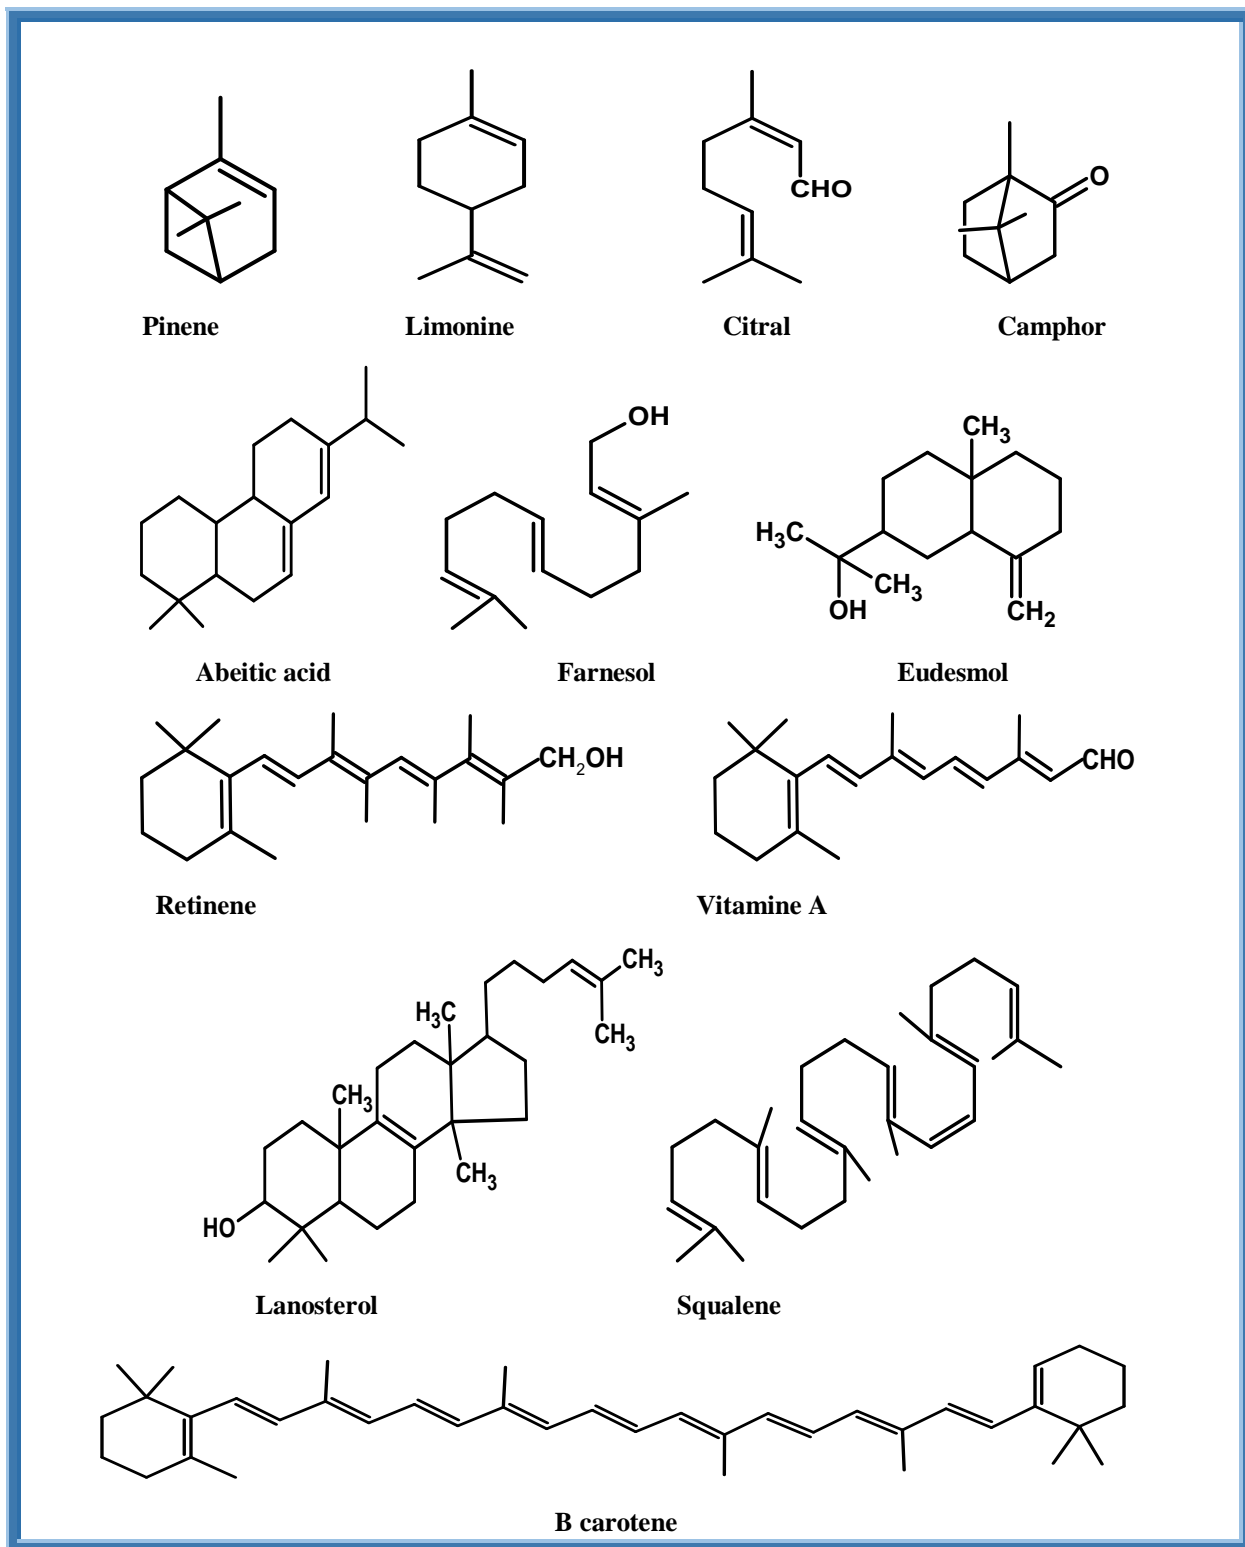 CHO
O
Pinene
Limonine
Citral
Camphor
OH
CH3
H3C
CH3
OH
CH2
Abeitic acid
Farnesol
Eudesmol
CH2OH
CHO
Retinene
Vitamine A
CH3
H3C
CH3
CH3
CH3
HO
Lanosterol
Squalene
B carotene